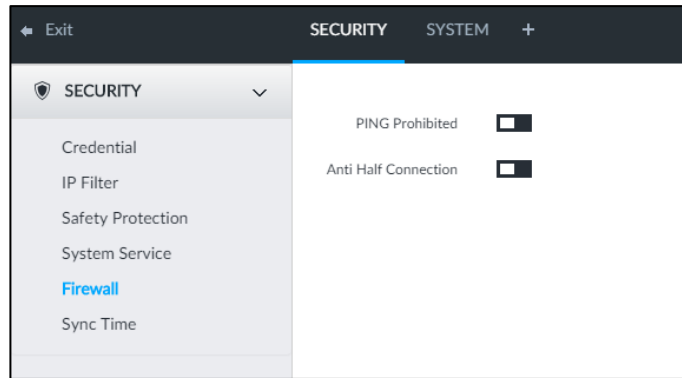 Exit
SECURITY SYSTEM +
SECURITY
Credential
IP Filter
Safety Protection
System Service
Firewall
Sync Time
PING Prohibited
Anti Half Connection